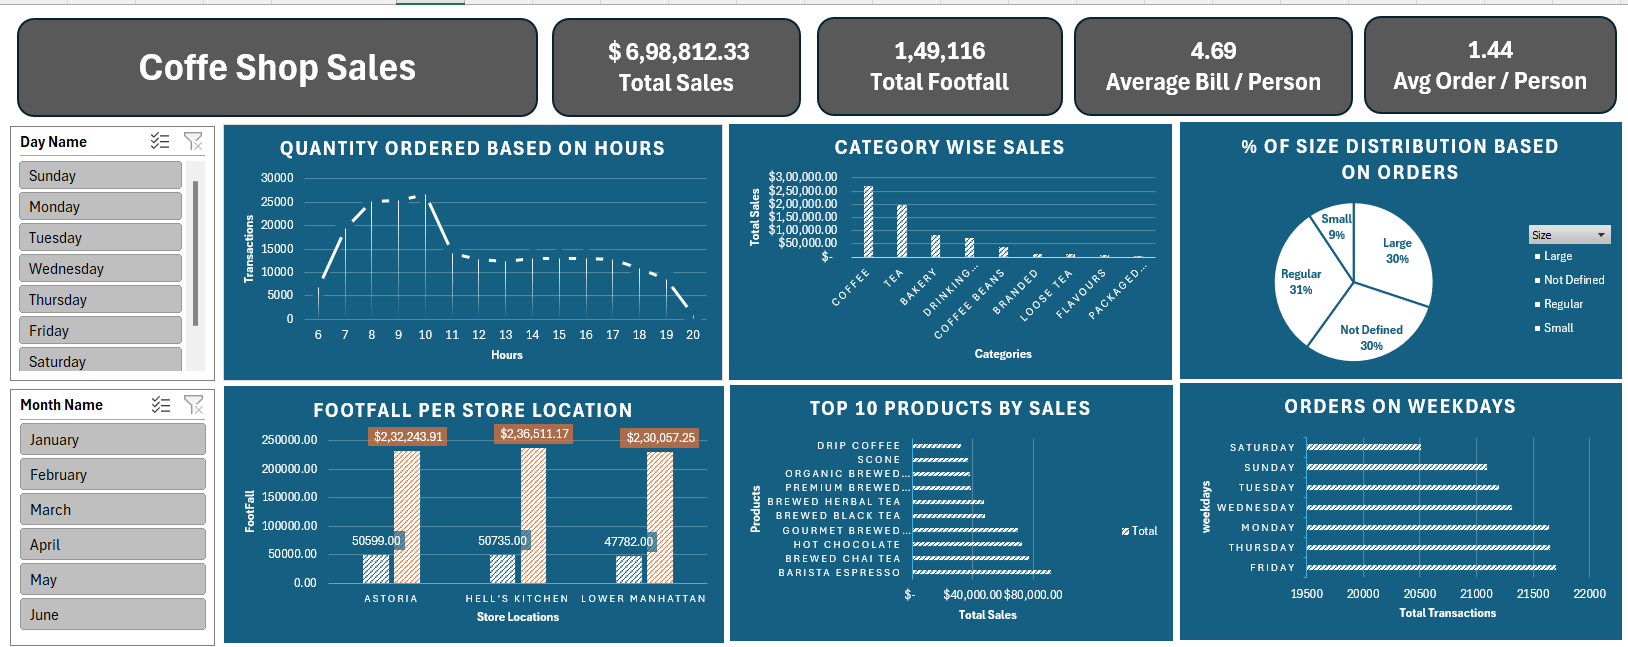 Coffe Shop Sales
$ 6,98,812.33
Total Sales
1,49,116
Total Footfall
4.69
Average Bill / Person
1.44
Avg Order / Person
Day Name
Sunday
Monday
Tuesday
Wednesday
Thursday
Friday
Saturday
Month Name
January
February
March
April
May
June
QUANTITY ORDERED BASED ON HOURS
Transactions
30000
25000
20000
15000
10000
5000
0
6 7 8 9 10 11 12 13 14 15 16 17 18 19 20
Hours
CATEGORY WISE SALES
Total Sales
$3,00,000.00
$2,50,000.00
$2,00,000.00
$1,50,000.00
$1,00,000.00
$50,000.00
$-
COFFEE
TEA
BAKERY
DRINKING…
COFFEE BEANS
BRANDED
LOOSE TEA
FLAVOURS
PACKAGED…
Categories
% OF SIZE DISTRIBUTION BASED
ON ORDERS
Small
9%
Large
30%
Regular
31%
Not Defined
30%
Size
Large
Not Defined
Regular
Small
FOOTFALL PER STORE LOCATION
FootFall
250000.00
200000.00
150000.00
100000.00
50000.00
0.00
$2,32,243.91
$2,36,511.17
$2,30,057.25
50599.00
50735.00
47782.00
ASTORIA
HELL'S KITCHEN
LOWER MANHATTAN
Store Locations
TOP 10 PRODUCTS BY SALES
Products
DRIP COFFEE
SCONE
ORGANIC BREWED…
PREMIUM BREWED…
BREWED HERBAL TEA
BREWED BLACK TEA
GOURMET BREWED…
HOT CHOCOLATE
BREWED CHAI TEA
BARISTA ESPRESSO
$- $40,000.00 $80,000.00
Total Sales
Total
ORDERS ON WEEKDAYS
weekdays
SATURDAY
SUNDAY
TUESDAY
WEDNESDAY
MONDAY
THURSDAY
FRIDAY
19500 20000 20500 21000 21500 22000
Total Transactions